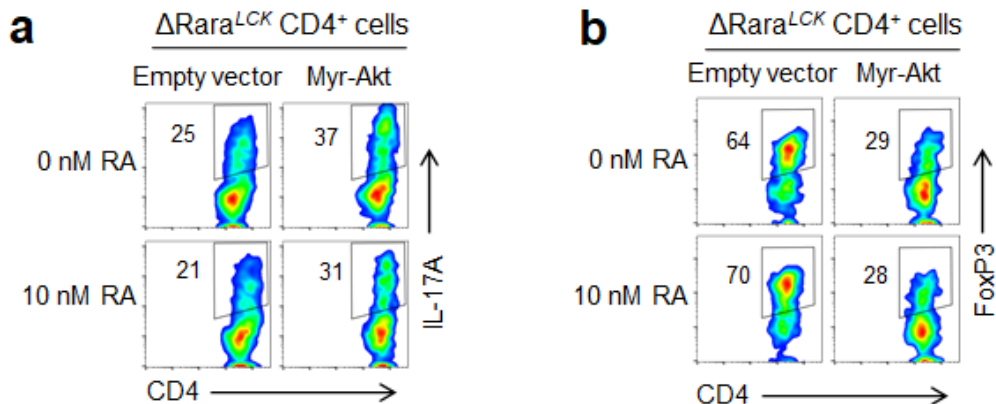 a
ΔRara^LCK CD4⁺ cells
Empty vector Myr-Akt
0 nM RA
25
37
10 nM RA
21
31
IL-17A
CD4
b
ΔRara^LCK CD4⁺ cells
Empty vector Myr-Akt
0 nM RA
64
29
10 nM RA
70
28
FoxP3
CD4